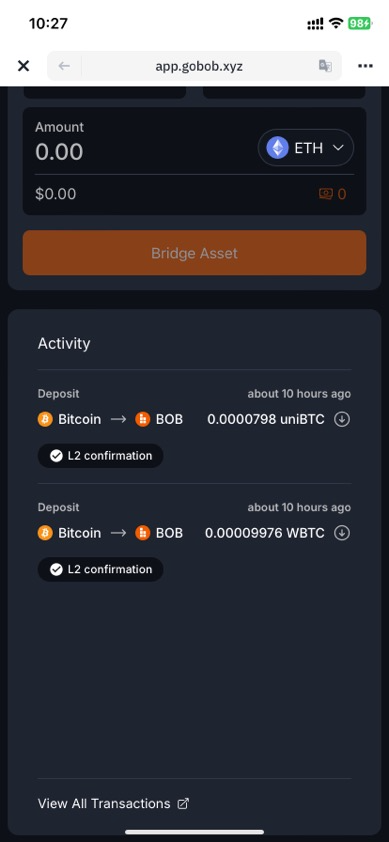 10:27
98
app.gobob.xyz
Amount
0.00
ETH
$0.00
0
Bridge Asset
Activity
Deposit
about 10 hours ago
Bitcoin → BOB
0.0000798 uniBTC
L2 confirmation
Deposit
about 10 hours ago
Bitcoin → BOB
0.00009976 WBTC
L2 confirmation
View All Transactions